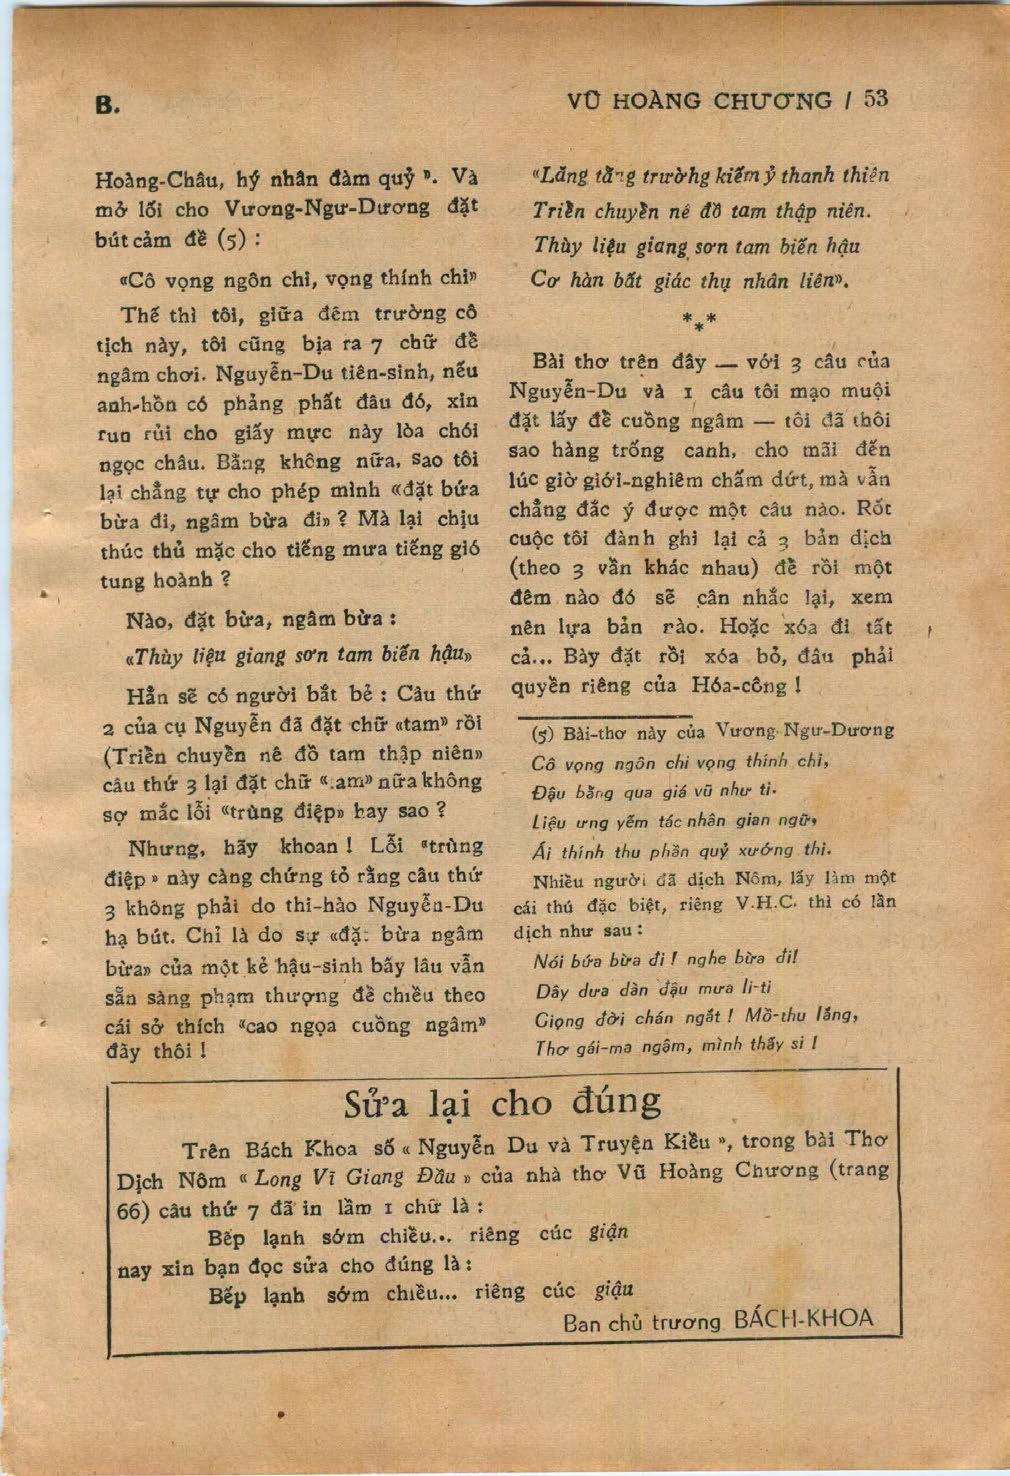 B.
VŨ HOÀNG CHƯƠNG / 53
Hoàng-Châu, hý nhân đàm quỷ ». Và
mở lối cho Vương-Ngư-Dương đặt
bút cảm đề (5) :
«Cô vọng ngôn chi, vọng thính chi»
Thế thì tôi, giữa đêm trường cô
tịch này, tôi cũng bịa ra 7 chữ để
ngâm chơi. Nguyễn-Du tiên-sinh, nếu
anh-hồn có phảng phất đâu đó, xin
run rủi cho giấy mực này lòa chói
ngọc châu. Bằng không nữa, sao tôi
lại chẳng tự cho phép mình «đặt bừa
bừa đi, ngâm bừa đi» ? Mà lại chịu
thúc thủ mặc cho tiếng mưa tiếng gió
tung hoành ?
Nào, đặt bừa, ngâm bừa :
«Thùy liệu giang sơn tam biến hậu»
Hẳn sẽ có người bắt bẻ : Câu thứ
2 của cụ Nguyễn đã đặt chữ «tam» rồi
(Triền chuyền nê đồ tam thập niên»
câu thứ 3 lại đặt chữ «tam» nữa không
sợ mắc lỗi «trùng điệp» hay sao ?
Nhưng, hãy khoan ! Lỗi «trùng
điệp » này càng chứng tỏ rằng câu thứ
3 không phải do thi-hào Nguyễn-Du
hạ bút. Chỉ là do sự «đặt bừa ngâm
bừa» của một kẻ hậu-sinh bấy lâu vẫn
sẵn sàng phạm thượng để chiều theo
cái sở thích «cao ngọa cuồng ngâm»
đấy thôi !
«Lăng tằng trường kiếm ỷ thanh thiên
Triền chuyền nê đồ tam thập niên.
Thùy liệu giang sơn tam biến hậu
Cơ hàn bất giác thụ nhân liên».
***
Bài thơ trên đây — với 3 câu của
Nguyễn-Du và 1 câu tôi mạo muội
đặt lấy để cuồng ngâm — tôi đã thôi
sao hàng trống canh, cho mãi đến
lúc giờ giới-nghiêm chấm dứt, mà vẫn
chẳng đắc ý được một câu nào. Rốt
cuộc tôi đành ghi lại cả 3 bản dịch
(theo 3 vần khác nhau) để rồi một
đêm nào đó sẽ cân nhắc lại, xem
nên lựa bản nào. Hoặc xóa đi tất
cả... Bày đặt rồi xóa bỏ, đâu phải
quyền riêng của Hóa-công !
(5) Bài-thơ này của Vương-Ngư-Dương
Cô vọng ngôn chi vọng thính chi,
Đậu bằng qua giá vũ như ti.
Liệu ưng yếm tác nhân gian ngữ,
Ái thính thu phần quỷ xướng thi.
Nhiều người đã dịch Nôm, lấy làm một
cái thú đặc biệt, riêng V.H.C. thì có lần
dịch như sau :
Nói bứa bừa đi ! nghe bừa đi!
Dây dưa dàn đậu mưa li-ti
Giọng đời chán ngắt ! Mồ-thu lắng,
Thơ gái-ma ngâm, mình thấy si !
Sửa lại cho đúng
Trên Bách Khoa số « Nguyễn Du và Truyện Kiều », trong bài Thơ
Dịch Nôm « Long Vĩ Giang Đầu » của nhà thơ Vũ Hoàng Chương (trang
66) câu thứ 7 đã in lầm 1 chữ là :
Bếp lạnh sớm chiều... riêng cúc giận
nay xin bạn đọc sửa cho đúng là :
Bếp lạnh sớm chiều... riêng cúc giậu
Ban chủ trương BÁCH-KHOA